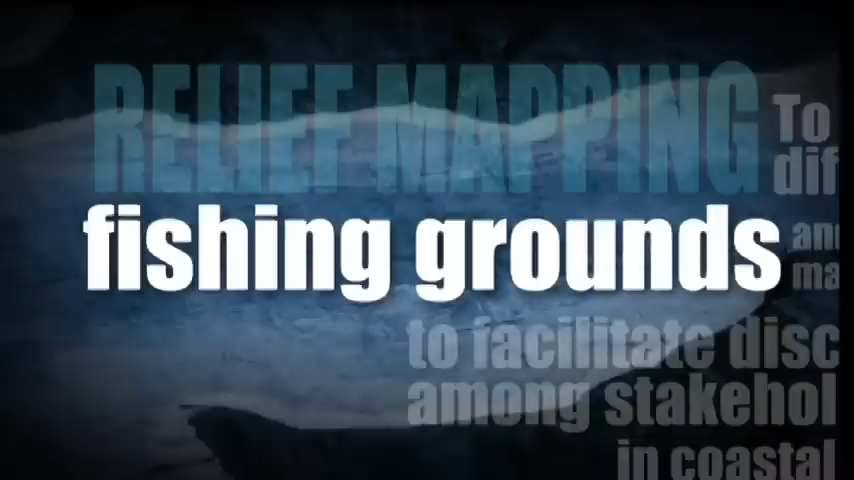 RELIEF MAPPING
To
dif
fishing grounds
an
ma
to facilitate disc
among stakehol
in coastal